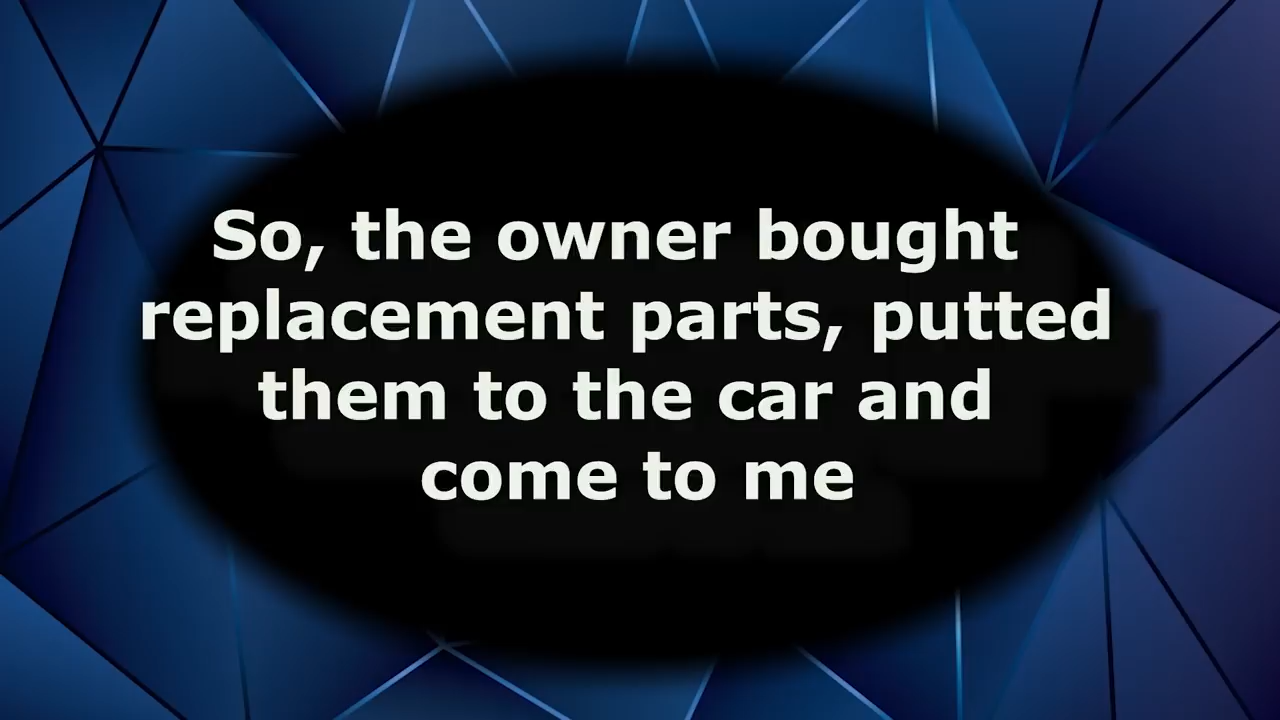 So, the owner bought
replacement parts, putted
them to the car and
come to me